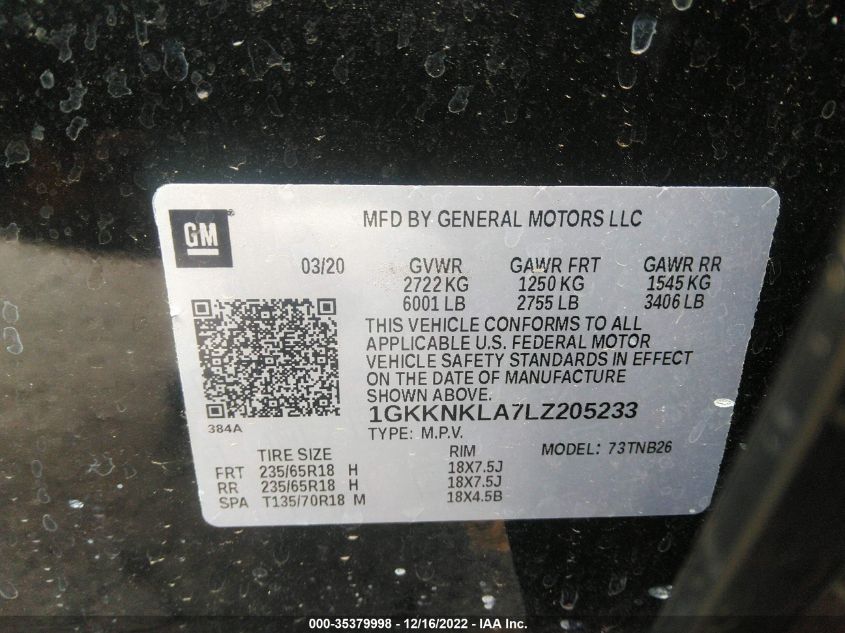 GM
MFD BY GENERAL MOTORS LLC
03/20 GVWR GAWR FRT GAWR RR
2722 KG 1250 KG 1545 KG
6001 LB 2755 LB 3406 LB
THIS VEHICLE CONFORMS TO ALL
APPLICABLE U.S. FEDERAL MOTOR
VEHICLE SAFETY STANDARDS IN EFFECT
ON THE DATE OF MANUFACTURE
SHOWN ABOVE.
1GKKNKLA7LZ205233
384A
TYPE: M.P.V. MODEL: 73TNB26
TIRE SIZE RIM
FRT 235/65R18 H 18X7.5J
RR 235/65R18 H 18X7.5J
SPA T135/70R18 M 18X4.5B
000-35379998 - 12/16/2022 - IAA Inc.